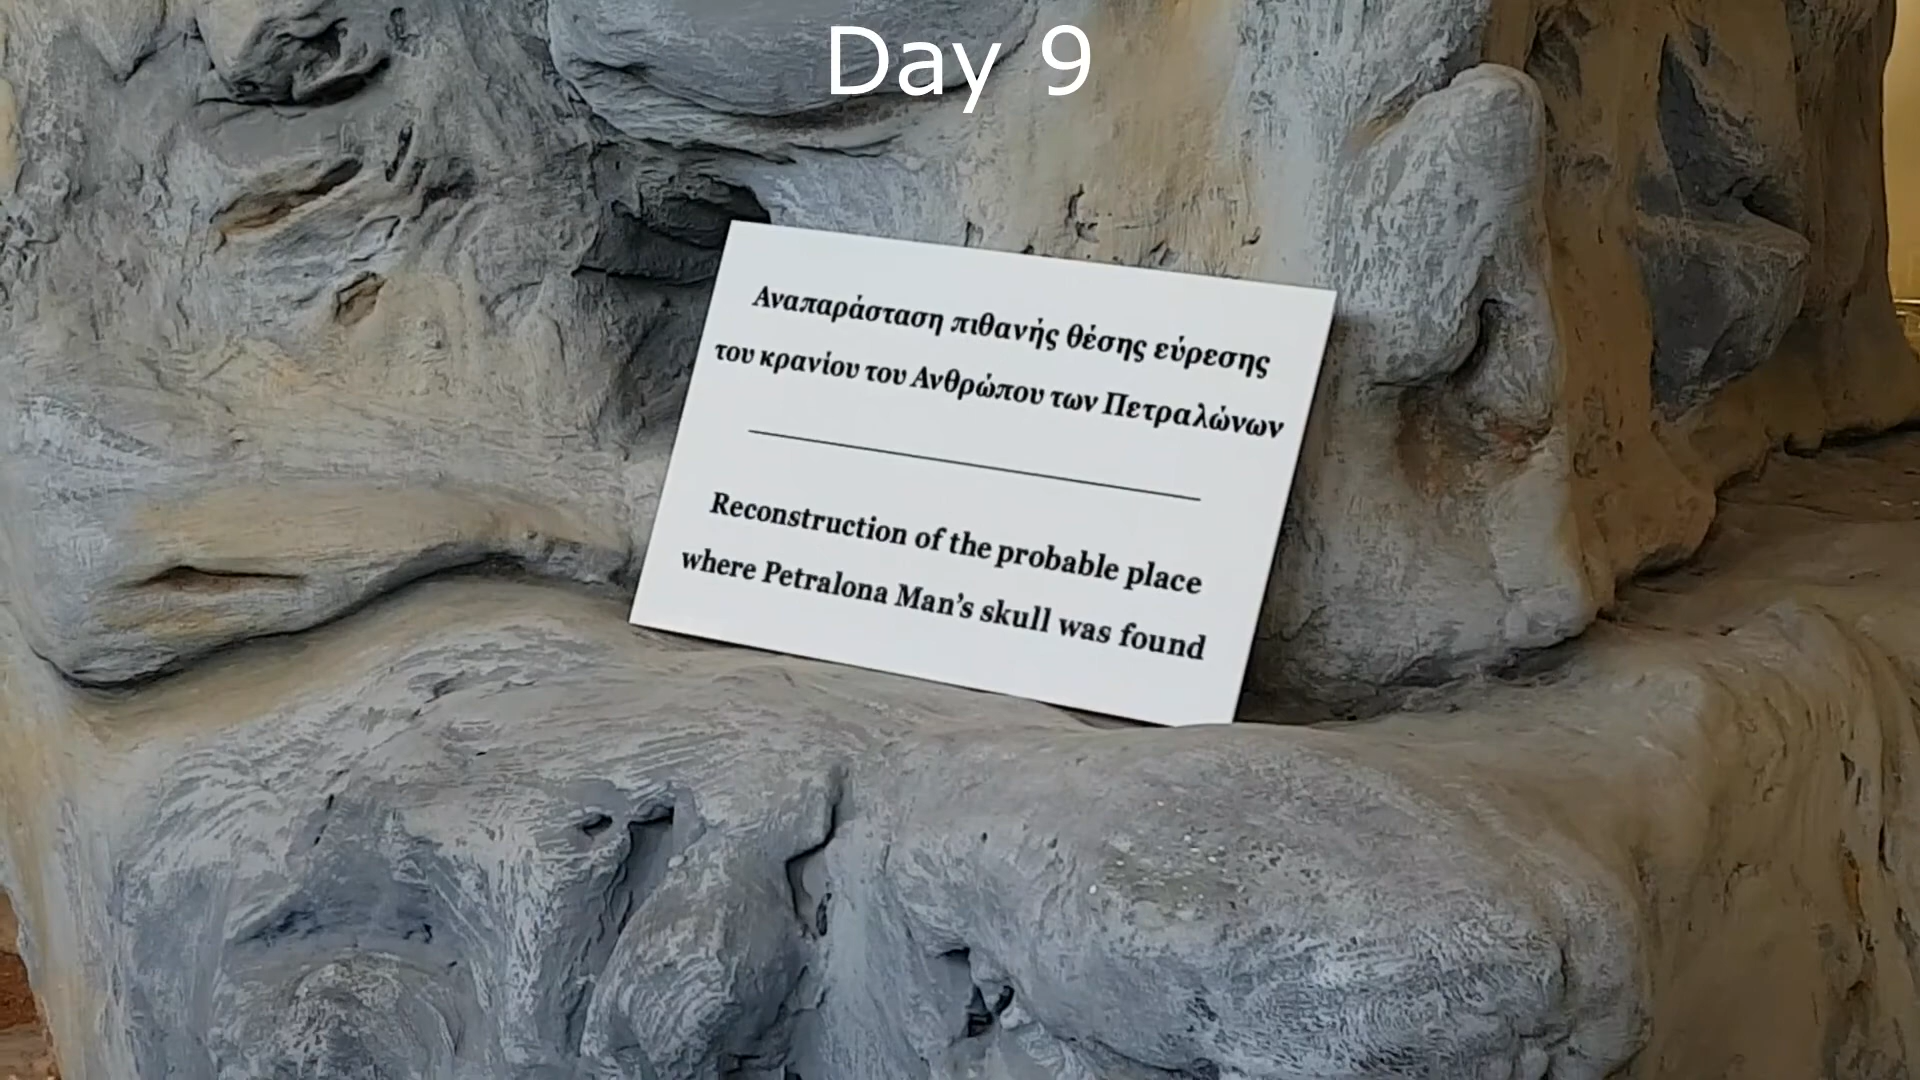 Day 9
Αναπαράσταση πιθανής θέσης εύρεσης
του κρανίου του Ανθρώπου των Πετραλώνων
Reconstruction of the probable place
where Petralona Man’s skull was found